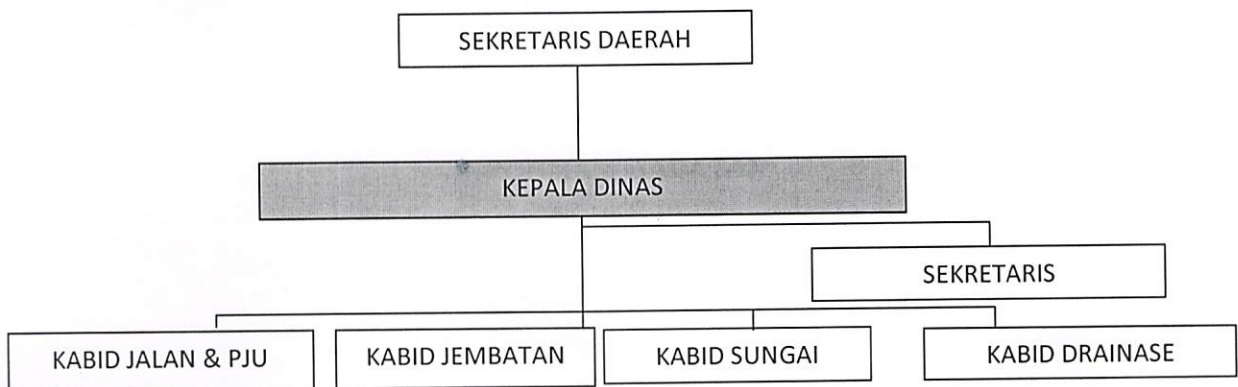 SEKRETARIS DAERAH
KEPALA DINAS
SEKRETARIS
KABID JALAN & PJU
KABID JEMBATAN
KABID SUNGAI
KABID DRAINASE